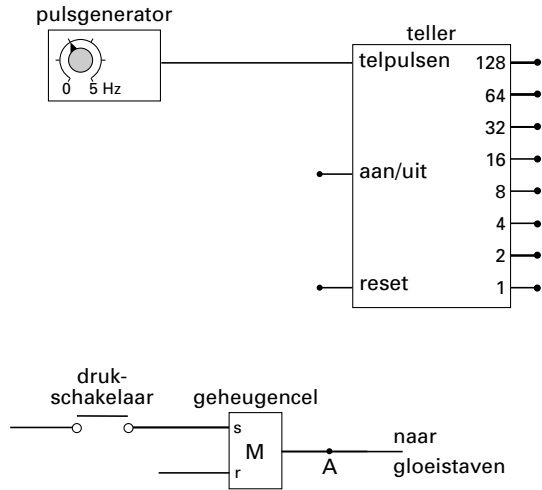 pulsgenerator
0 5 Hz
teller
telpulsen 128
64
32
aan/uit 16
8
4
2
reset 1
druk-
schakelaar
geheugencel
s
M
r
A
naar
gloeistaven